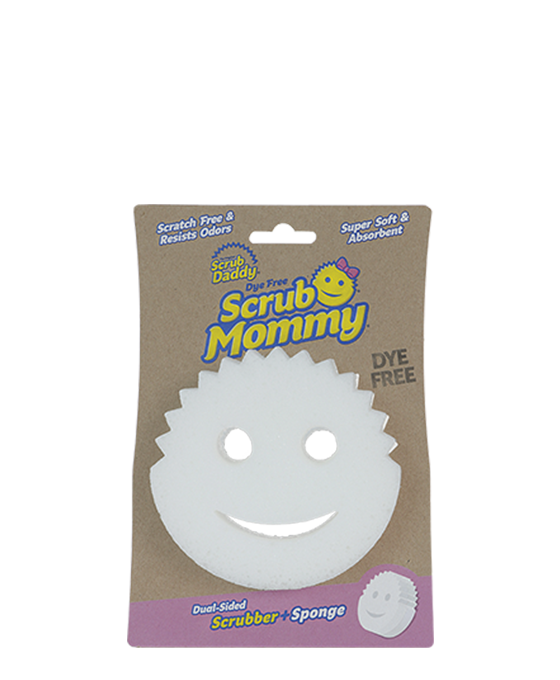 Scratch Free &
Resists Odors
Super Soft &
Absorbent
Scrub
Daddy
Dye Free
Scrub
Mommy
DYE
FREE
Dual-Sided
Scrubber + Sponge